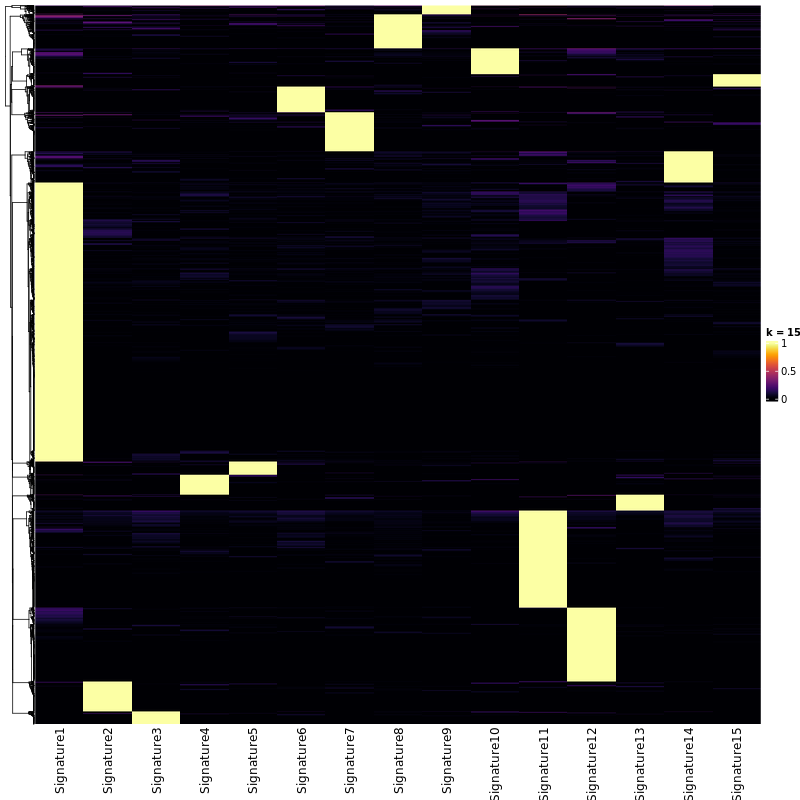 k = 15
1
0.5
0
Signature1
Signature2
Signature3
Signature4
Signature5
Signature6
Signature7
Signature8
Signature9
Signature10
Signature11
Signature12
Signature13
Signature14
Signature15